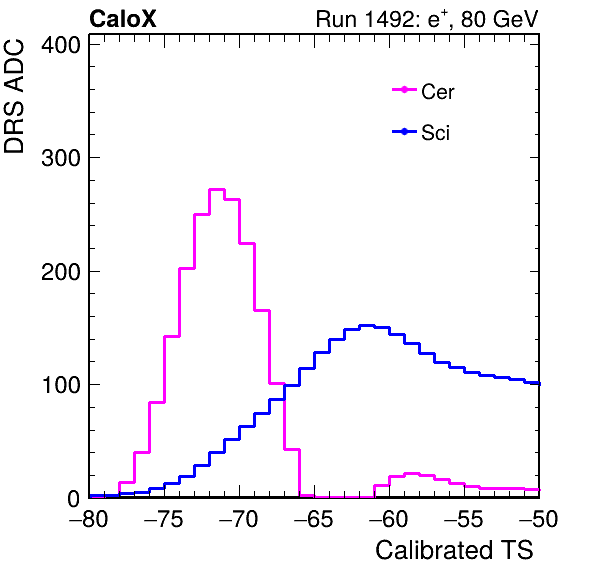 CaloX Run 1492: e⁺, 80 GeV
DRS ADC
400
300
200
100
0
Cer
Sci
−80 −75 −70 −65 −60 −55 −50
Calibrated TS